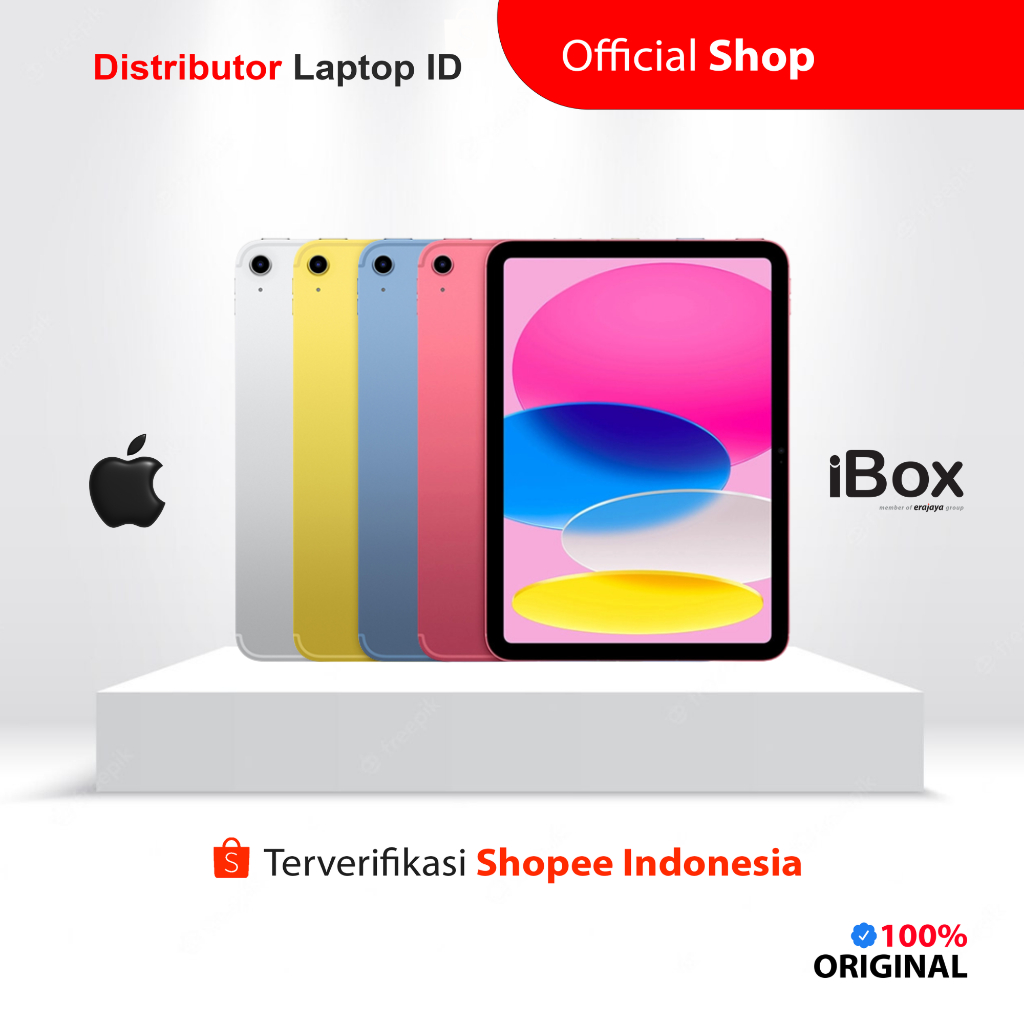 Distributor Laptop ID
Official Shop
iBox
member of erajaya group
S Terverifikasi Shopee Indonesia
100%
ORIGINAL